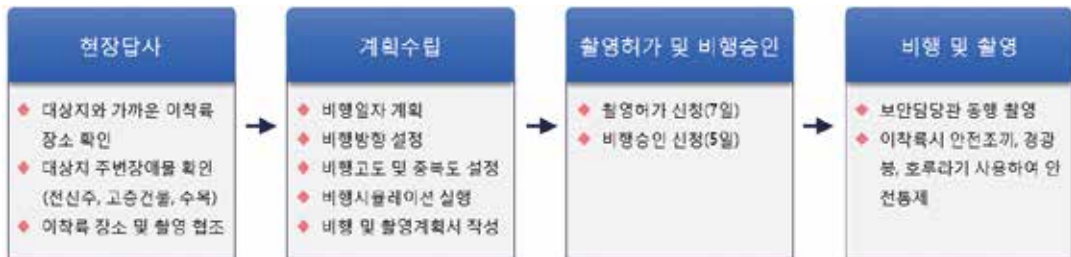 현장답사
대상지와 가까운 이착륙
장소 확인
대상지 주변장애물 확인
(전신주, 고층건물, 수목)
이착륙 장소 및 촬영 협조
계획수립
비행일자 계획
비행방향 설정
비행고도 및 중복도 설정
비행시뮬레이션 실행
비행 및 촬영계획서 작성
촬영허가 및 비행승인
촬영허가 신청(7일)
비행승인 신청(5일)
비행 및 촬영
보안담당관 동행 촬영
이착륙시 안전조끼, 경광
봉, 호루라기 사용하여 안
전통제